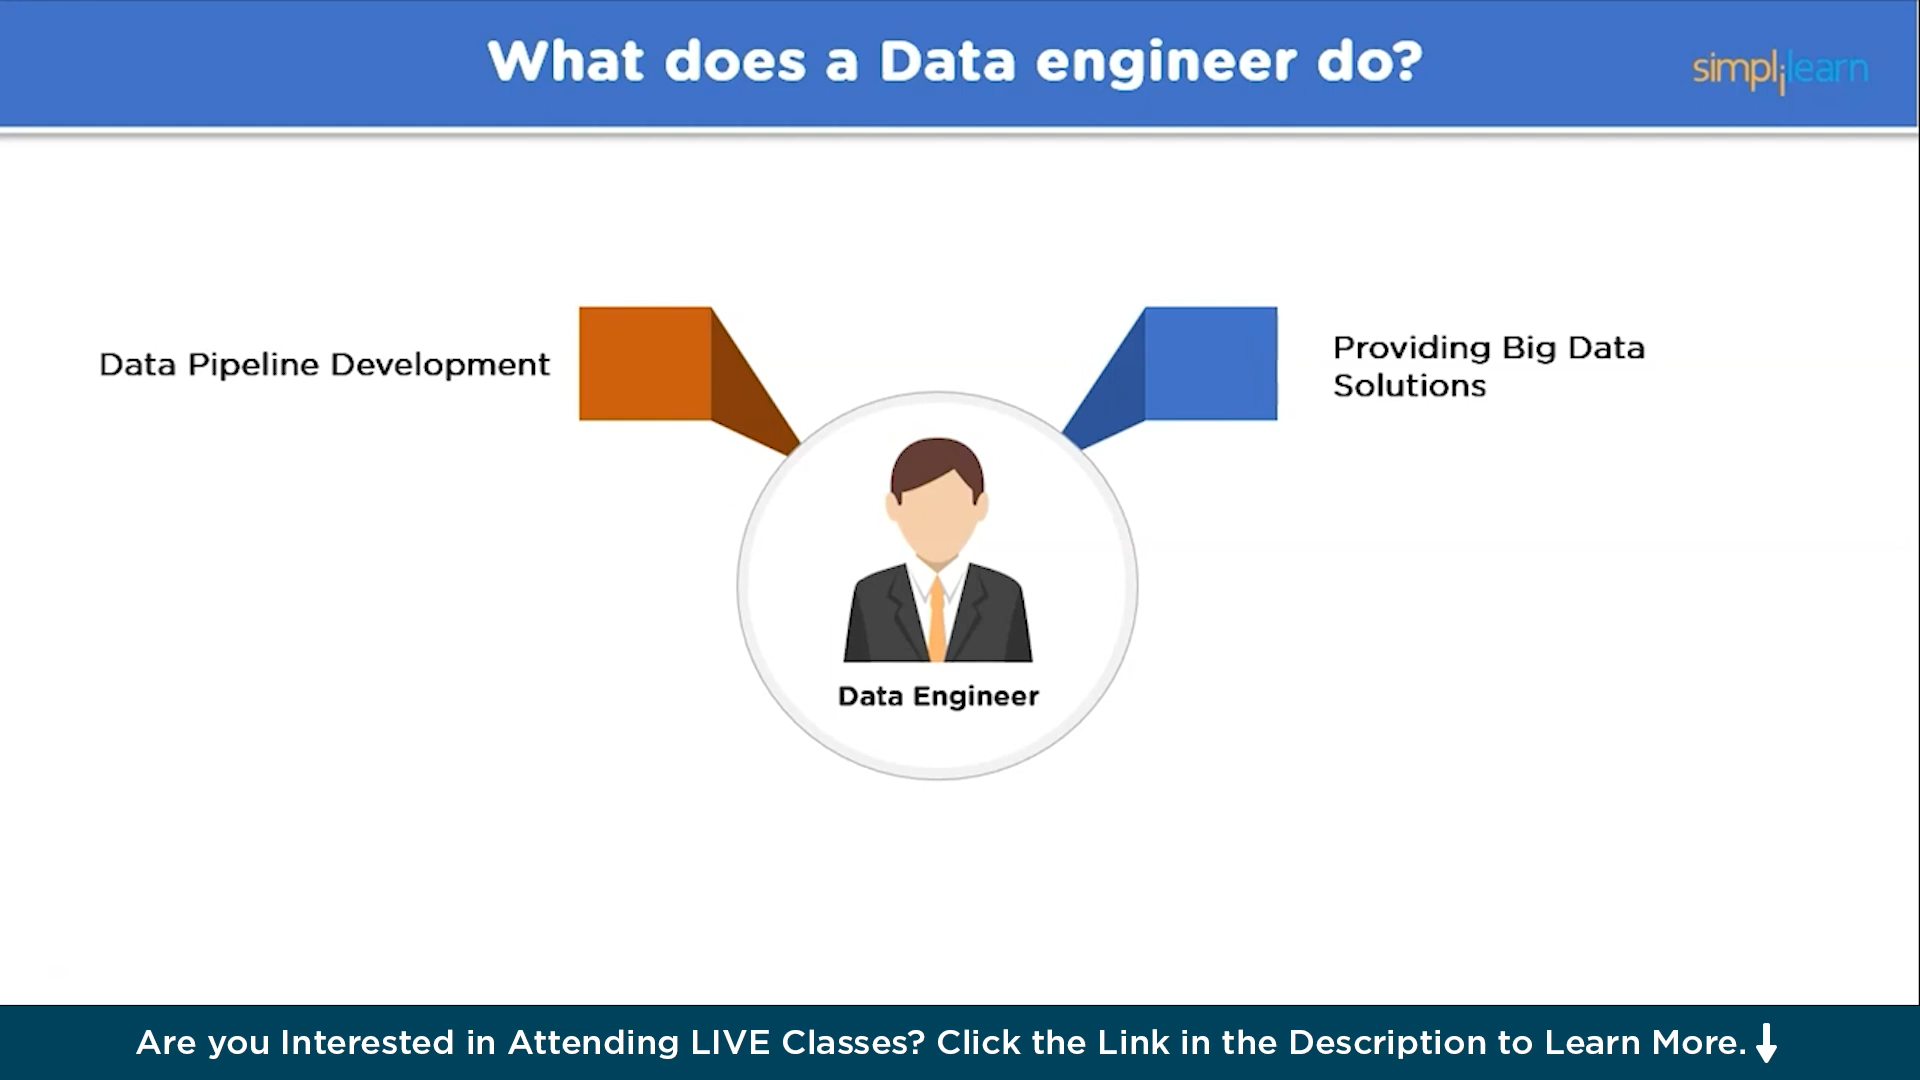 What does a Data engineer do?
simplilearn
Data Pipeline Development
Providing Big Data
Solutions
Data Engineer
Are you Interested in Attending LIVE Classes? Click the Link in the Description to Learn More.